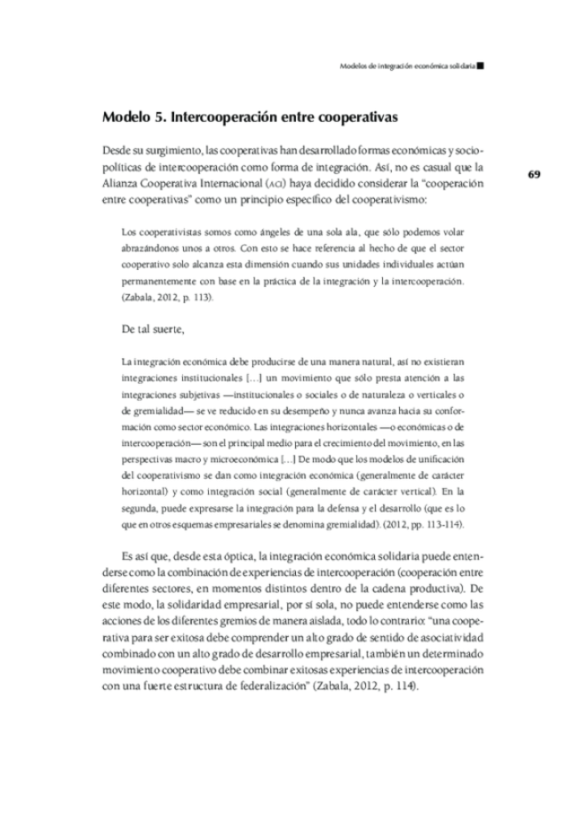 Modelos de integración económica solidaria
69
Modelo 5. Intercooperación entre cooperativas
Desde su surgimiento, las cooperativas han desarrollado formas económicas y socio-
políticas de intercooperación como forma de integración. Así, no es casual que la
Alianza Cooperativa Internacional (ACI) haya decidido considerar la “cooperación
entre cooperativas” como un principio específico del cooperativismo:
Los cooperativistas somos como ángeles de una sola ala, que sólo podemos volar
abrazándonos unos a otros. Con esto se hace referencia al hecho de que el sector
cooperativo solo alcanza esta dimensión cuando sus unidades individuales actúan
permanentemente con base en la práctica de la integración y la intercooperación.
(Zabala, 2012, p. 113).
De tal suerte,
La integración económica debe producirse de una manera natural, así no existieran
integraciones institucionales [...] un movimiento que sólo presta atención a las
integraciones subjetivas —institucionales o sociales o de naturaleza o verticales o
de gremialidad— se ve reducido en su desempeño y nunca avanza hacia su confor-
mación como sector económico. Las integraciones horizontales —o económicas o de
intercooperación— son el principal medio para el crecimiento del movimiento, en las
perspectivas macro y microeconómica [...] De modo que los modelos de unificación
del cooperativismo se dan como integración económica (generalmente de carácter
horizontal) y como integración social (generalmente de carácter vertical). En la
segunda, puede expresarse la integración para la defensa y el desarrollo (que es lo
que en otros esquemas empresariales se denomina gremialidad). (2012, pp. 113-114).
Es así que, desde esta óptica, la integración económica solidaria puede enten-
derse como la combinación de experiencias de intercooperación (cooperación entre
diferentes sectores, en momentos distintos dentro de la cadena productiva). De
este modo, la solidaridad empresarial, por sí sola, no puede entenderse como las
acciones de los diferentes gremios de manera aislada, todo lo contrario: “una coope-
rativa para ser exitosa debe comprender un alto grado de sentido de asociatividad
combinado con un alto grado de desarrollo empresarial, también un determinado
movimiento cooperativo debe combinar exitosas experiencias de intercooperación
con una fuerte estructura de federalización” (Zabala, 2012, p. 114).